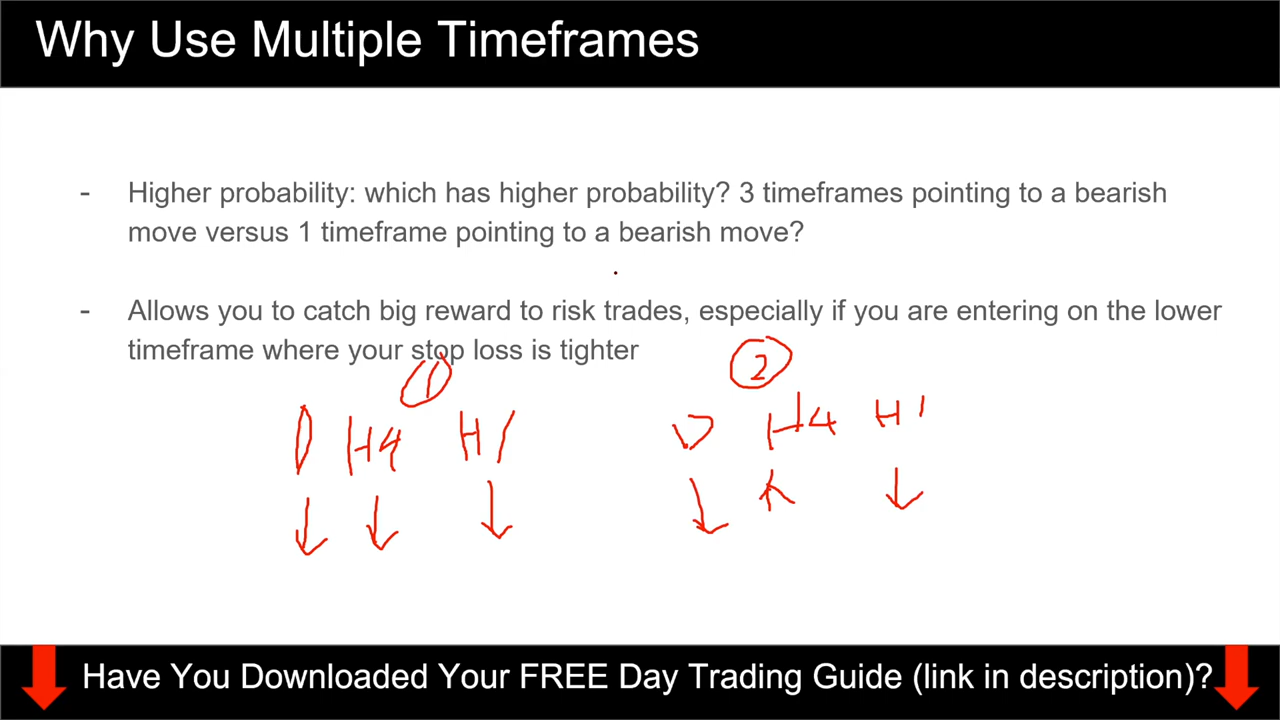 Why Use Multiple Timeframes
- Higher probability: which has higher probability? 3 timeframes pointing to a bearish
move versus 1 timeframe pointing to a bearish move?
- Allows you to catch big reward to risk trades, especially if you are entering on the lower
timeframe where your stop loss is tighter
1 2
D H4 H1 D H4 H1
Have You Downloaded Your FREE Day Trading Guide (link in description)?